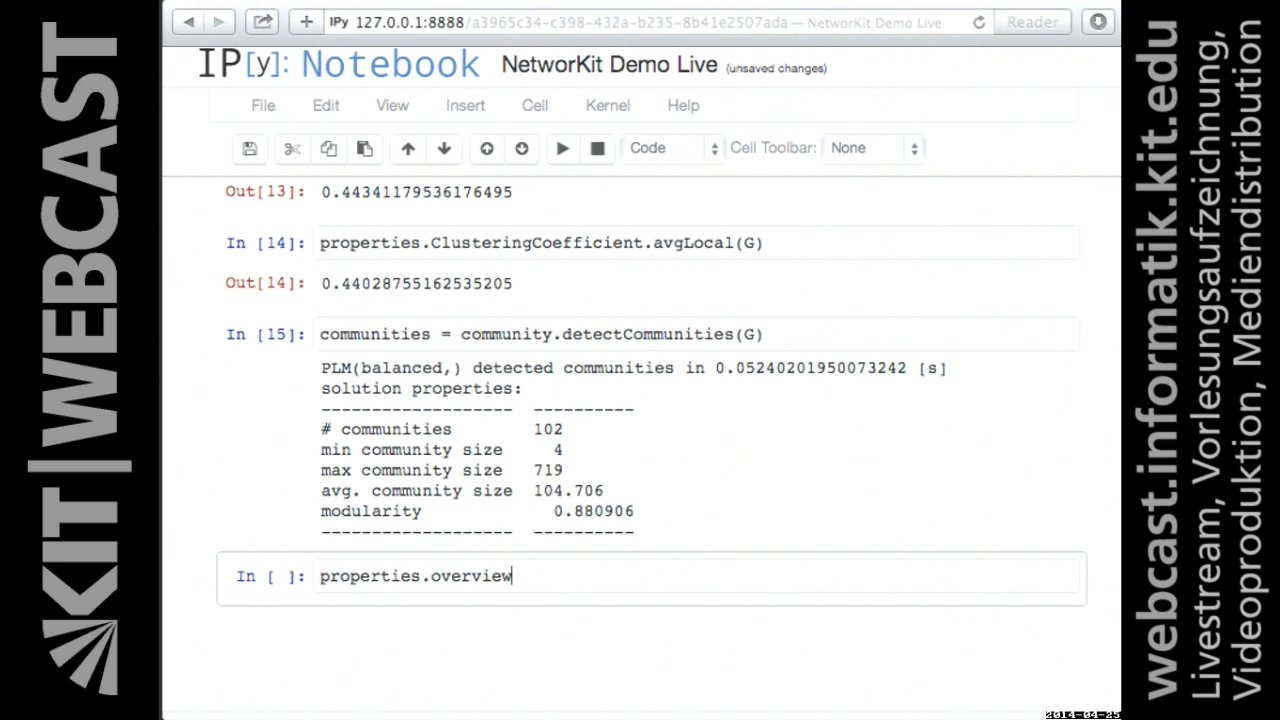 KIT | WEBCAST
IPy 127.0.0.1:8888/a3965c34-c398-432a-b235-8b41e2507ada — NetworKit Demo Live
Reader
IP[y]: Notebook NetworKit Demo Live (unsaved changes)
File Edit View Insert Cell Kernel Help
Code Cell Toolbar: None
Out[13]: 0.44341179536176495
In [14]: properties.ClusteringCoefficient.avgLocal(G)
Out[14]: 0.44028755162535205
In [15]: communities = community.detectCommunities(G)
PLM(balanced,) detected communities in 0.05240201950073242 [s]
solution properties:
------------------- ----------
# communities 102
min community size 4
max community size 719
avg. community size 104.706
modularity 0.880906
------------------- ----------
In [ ]: properties.overview
webcast.informatik.kit.edu
Livestream, Vorlesungsaufzeichnung,
Videoproduktion, Mediendistribution
2014-04-25